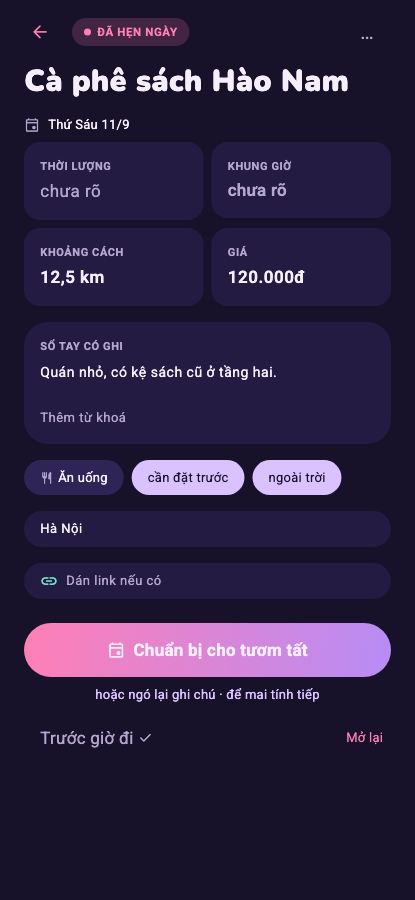 ĐÃ HẸN NGÀY
...
Cà phê sách Hào Nam
Thứ Sáu 11/9
THỜI LƯỢNG
chưa rõ
KHUNG GIỜ
chưa rõ
KHOẢNG CÁCH
12,5 km
GIÁ
120.000đ
SỔ TAY CÓ GHI
Quán nhỏ, có kệ sách cũ ở tầng hai.
Thêm từ khoá
Ăn uống
cần đặt trước
ngoài trời
Hà Nội
Dán link nếu có
Chuẩn bị cho tươm tất
hoặc ngó lại ghi chú · để mai tính tiếp
Trước giờ đi
Mở lại